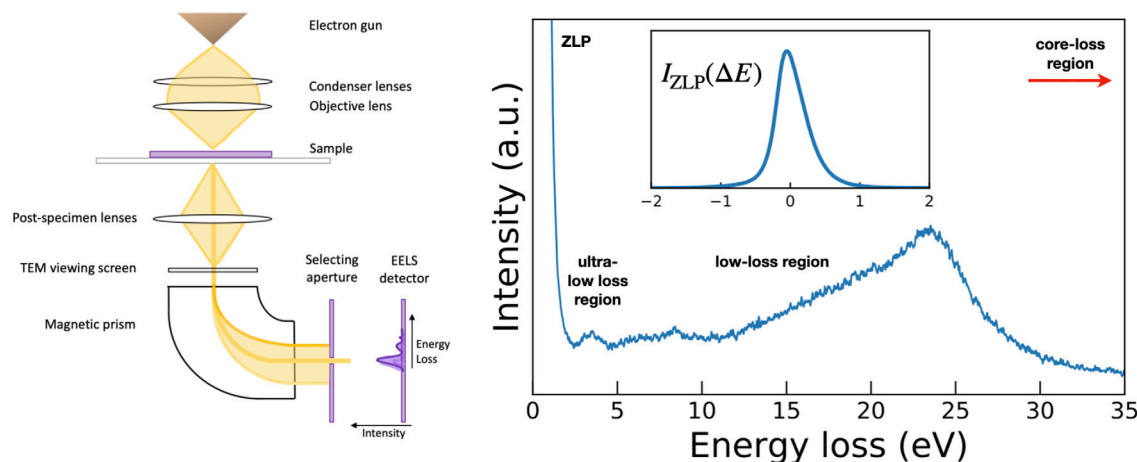 Electron gun
Condenser lenses
Objective lens
Sample
Post-specimen lenses
TEM viewing screen
Selecting
aperture
EELS
detector
Magnetic prism
Energy
Loss
Intensity
Intensity (a.u.)
ZLP
I_ZLP(ΔE)
−2 −1 0 1 2
core-loss
region
ultra-
low loss
region
low-loss region
0 5 10 15 20 25 30 35
Energy loss (eV)